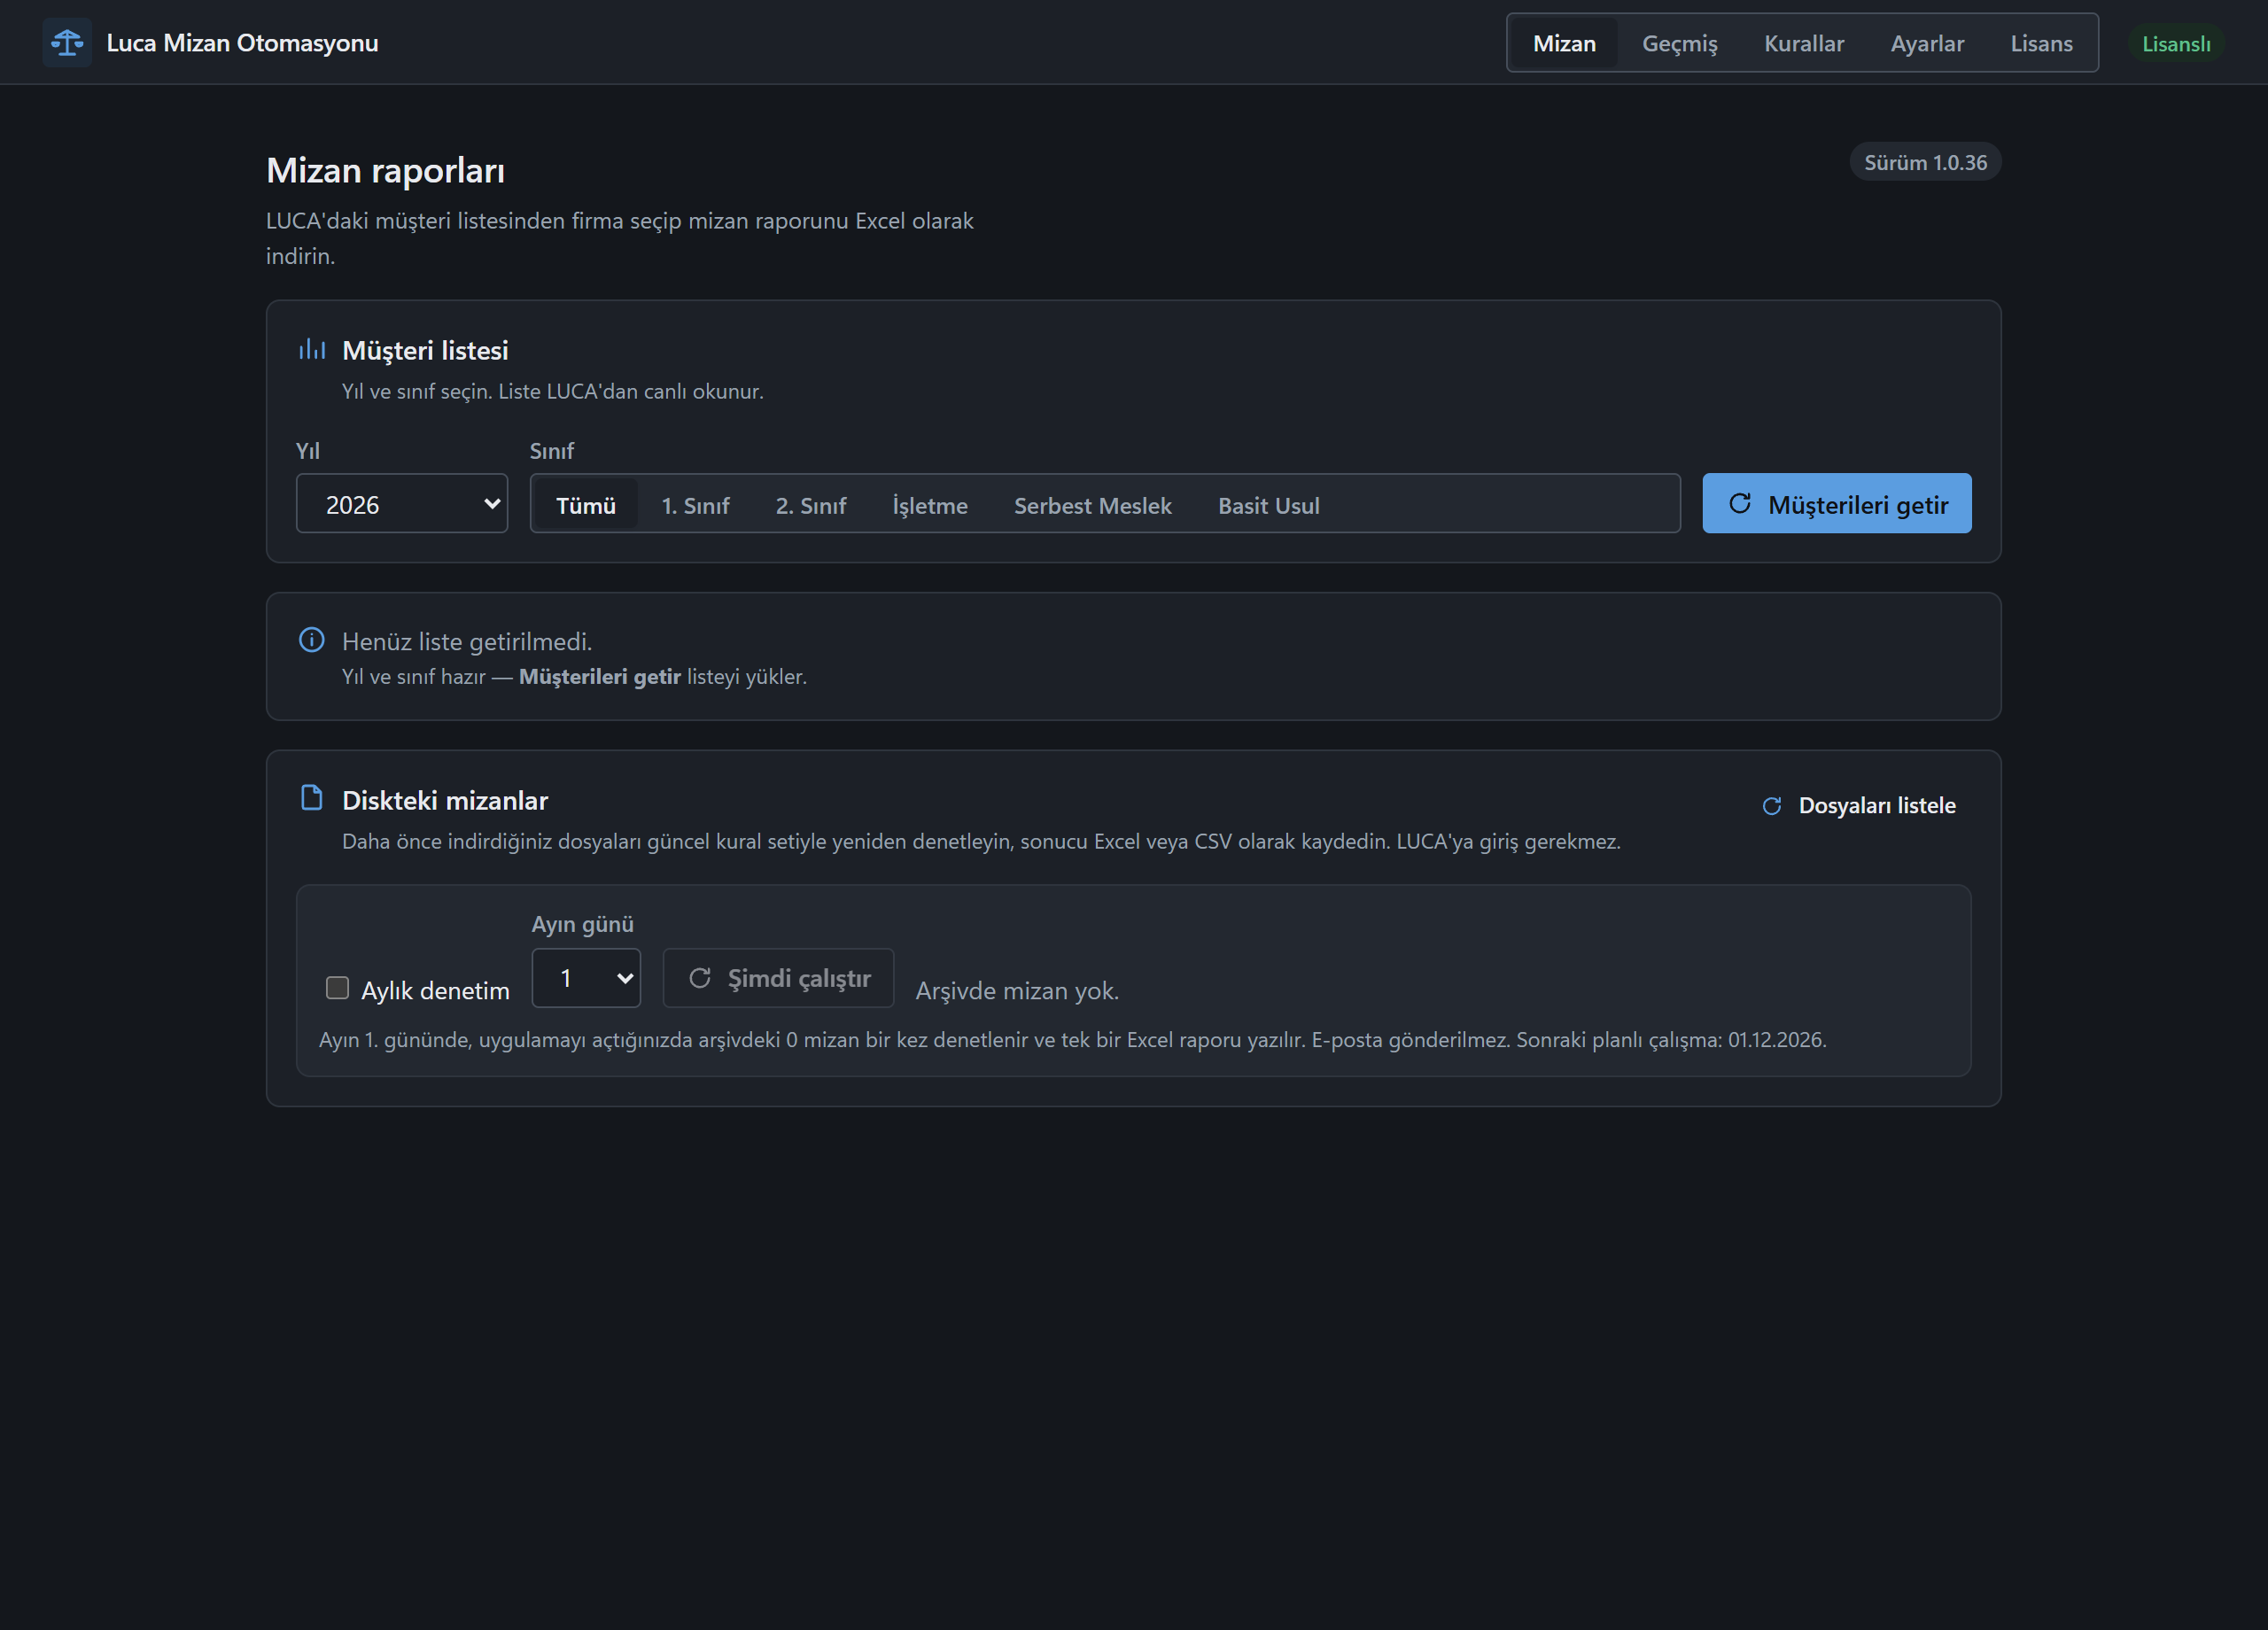 Luca Mizan Otomasyonu
Mizan Geçmiş Kurallar Ayarlar Lisans Lisanslı
Mizan raporları
Sürüm 1.0.36
LUCA'daki müşteri listesinden firma seçip mizan raporunu Excel olarak
indirin.
Müşteri listesi
Yıl ve sınıf seçin. Liste LUCA'dan canlı okunur.
Yıl Sınıf
2026 Tümü 1. Sınıf 2. Sınıf İşletme Serbest Meslek Basit Usul Müşterileri getir
Henüz liste getirilmedi.
Yıl ve sınıf hazır — Müşterileri getir listeyi yükler.
Diskteki mizanlar
Dosyaları listele
Daha önce indirdiğiniz dosyaları güncel kural setiyle yeniden denetleyin, sonucu Excel veya CSV olarak kaydedin. LUCA'ya giriş gerekmez.
Ayın günü
Aylık denetim 1 Şimdi çalıştır Arşivde mizan yok.
Ayın 1. gününde, uygulamayı açtığınızda arşivdeki 0 mizan bir kez denetlenir ve tek bir Excel raporu yazılır. E-posta gönderilmez. Sonraki planlı çalışma: 01.12.2026.